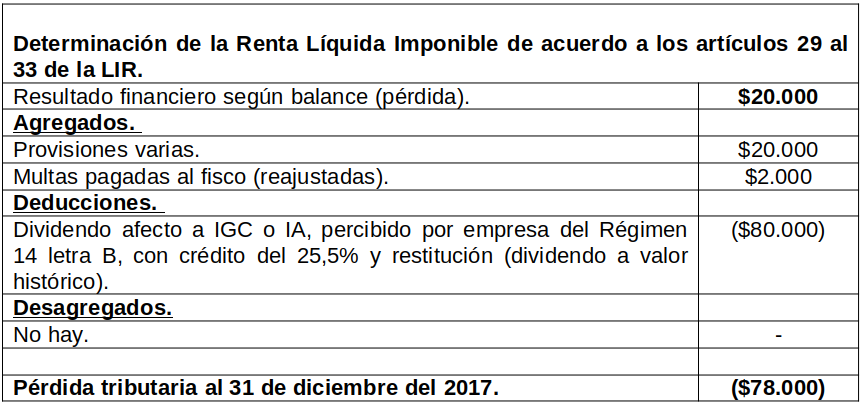 Determinación de la Renta Líquida Imponible de acuerdo a los artículos 29 al
33 de la LIR.
Resultado financiero según balance (pérdida). $20.000
Agregados.
Provisiones varias. $20.000
Multas pagadas al fisco (reajustadas). $2.000
Deducciones.
Dividendo afecto a IGC o IA, percibido por empresa del Régimen ($80.000)
14 letra B, con crédito del 25,5% y restitución (dividendo a valor
histórico).
Desagregados.
No hay. -
Pérdida tributaria al 31 de diciembre del 2017. ($78.000)